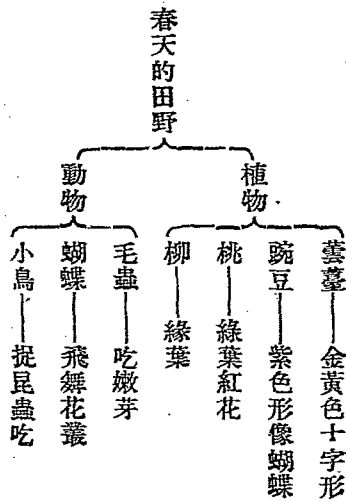 春天的田野
植物
蕓薹——金黃色十字形
豌豆——紫色形像蝴蝶
桃——綠葉紅花
柳——緣葉
動物
毛蟲——吃嫩芽
蝴蝶——飛舞花叢
小鳥——捉昆蟲吃